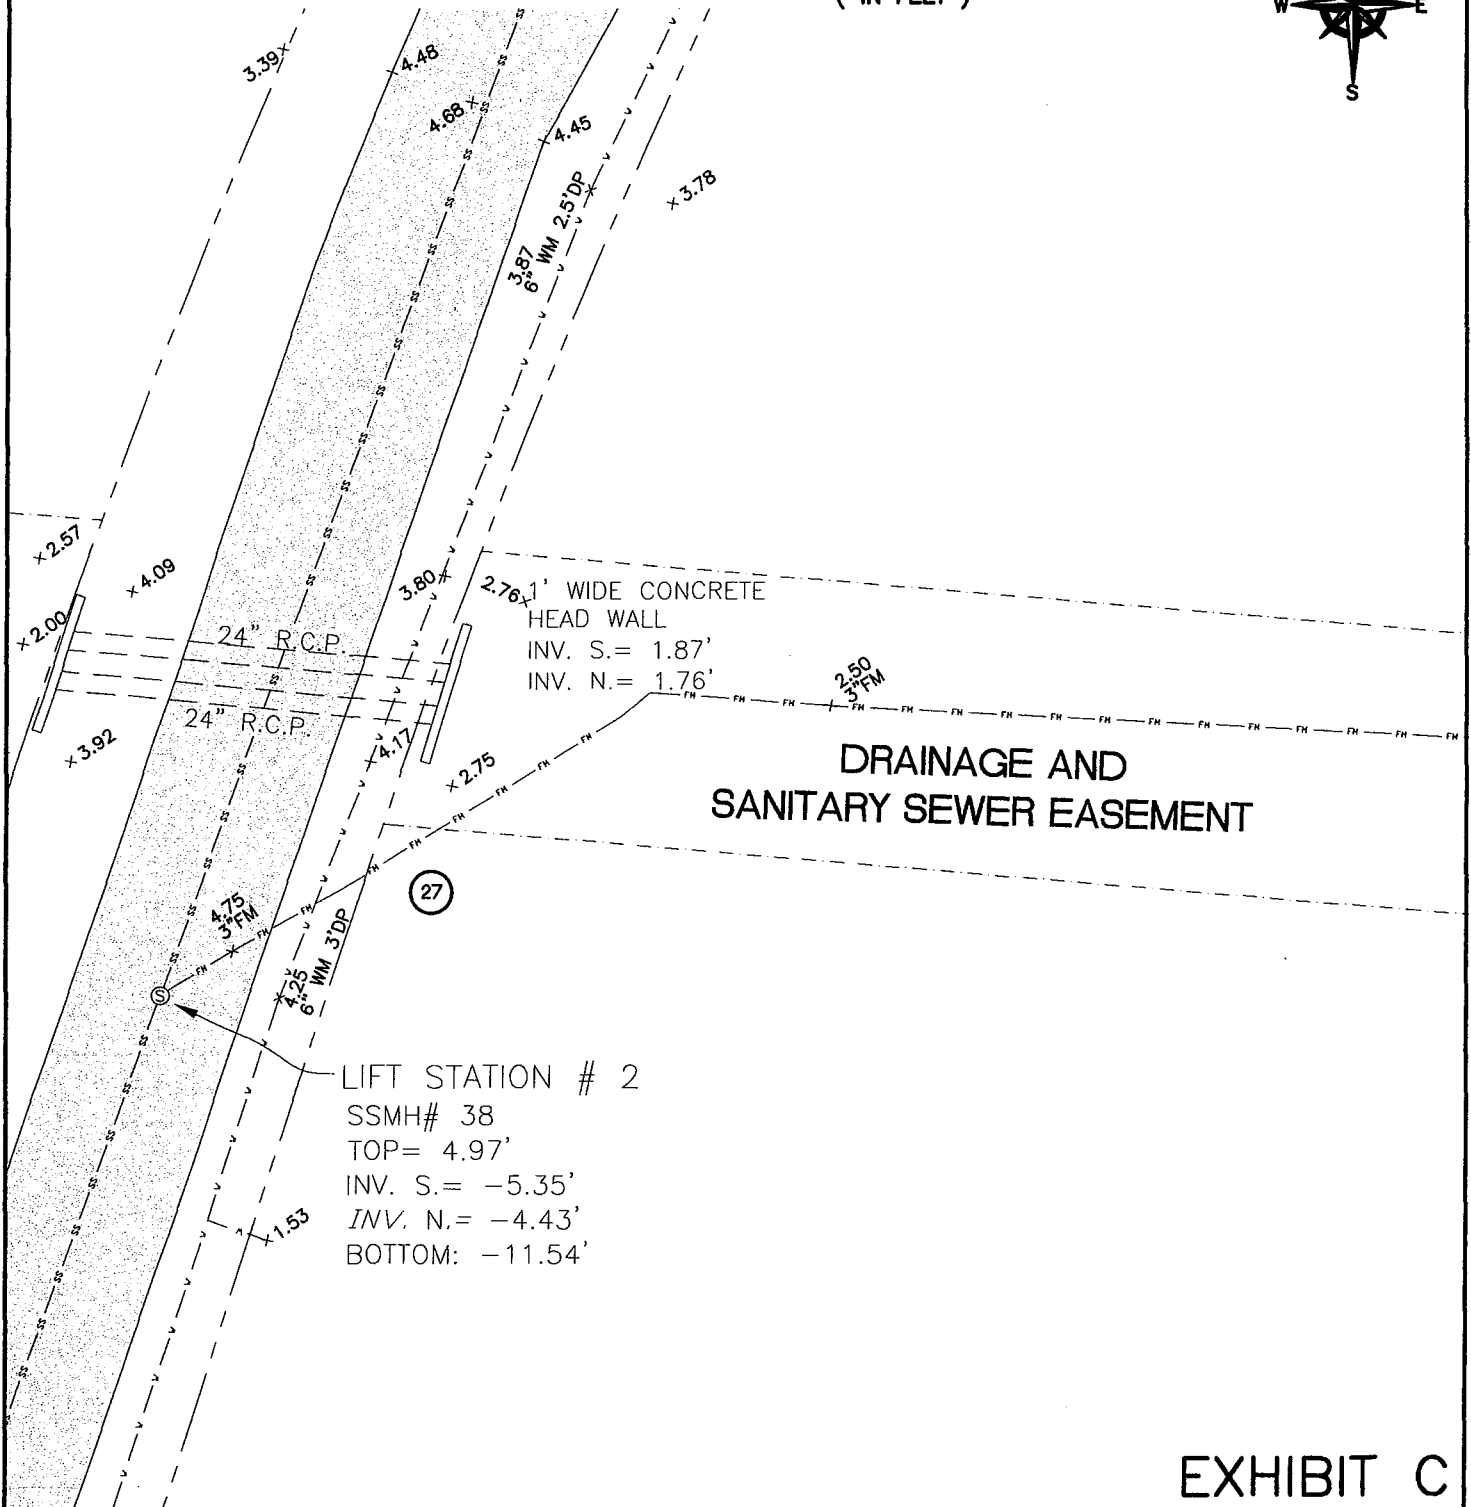 ( IN FEET )
W E
S
3.39
4.48
4.68
4.45
3.78
3.87
6" WM 2.5'DP
2.57
4.09
2.00
3.80
2.76
1' WIDE CONCRETE
HEAD WALL
INV. S.= 1.87'
INV. N.= 1.76'
24" R.C.P.
24" R.C.P.
2.50
3"FM
3.92
4.17
2.75
DRAINAGE AND
SANITARY SEWER EASEMENT
27
4.75
3"FM
4.25
6" WM 3'DP
S
LIFT STATION # 2
SSMH# 38
TOP= 4.97'
INV. S.= -5.35'
INV. N.= -4.43'
BOTTOM: -11.54'
1.53
EXHIBIT C